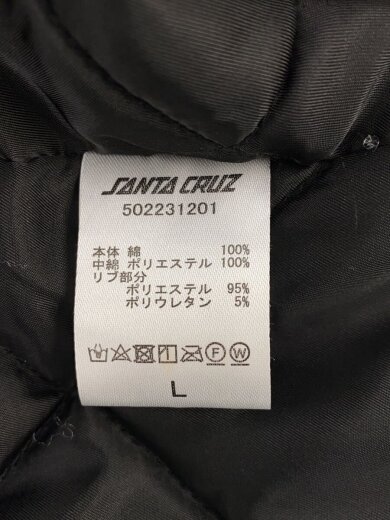 SANTA CRUZ
502231201
本体 綿 100%
中綿 ポリエステル 100%
リブ部分
ポリエステル 95%
ポリウレタン 5%
F W
L